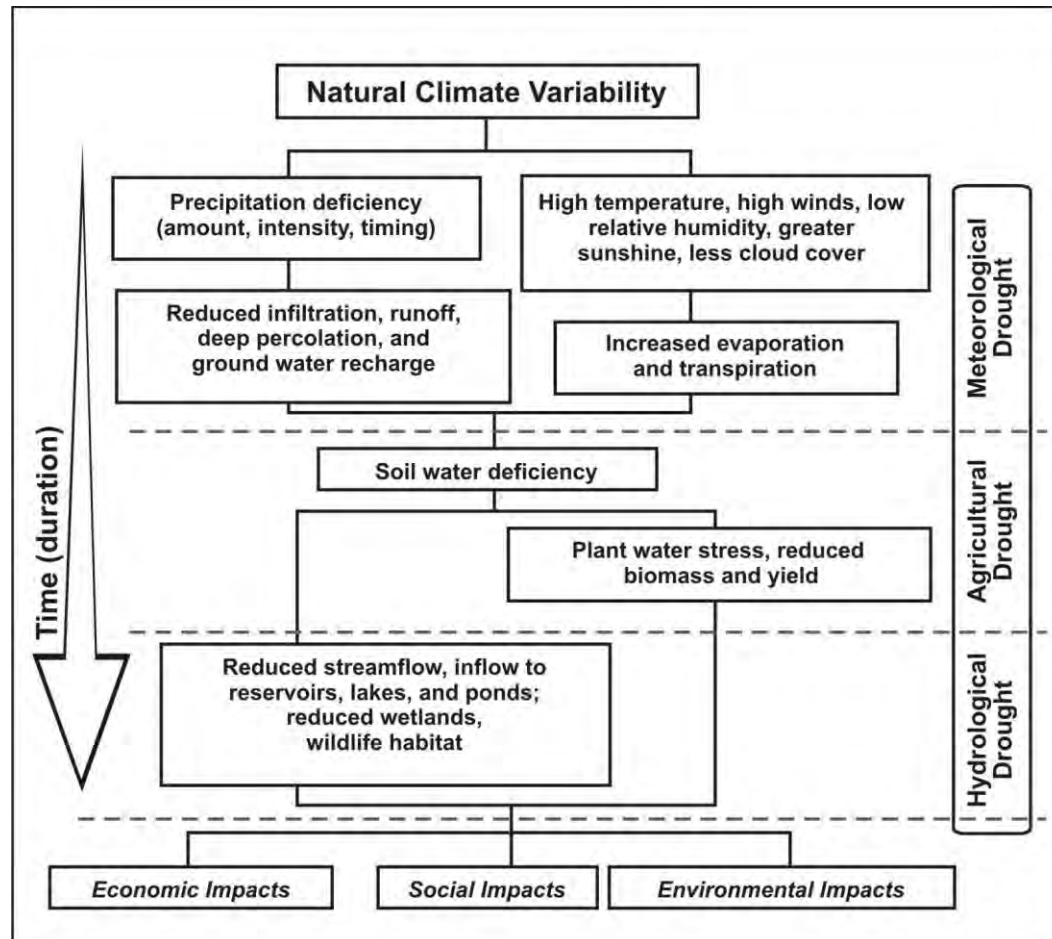 Natural Climate Variability
Precipitation deficiency
(amount, intensity, timing)
High temperature, high winds, low
relative humidity, greater
sunshine, less cloud cover
Reduced infiltration, runoff,
deep percolation, and
ground water recharge
Increased evaporation
and transpiration
Soil water deficiency
Plant water stress, reduced
biomass and yield
Reduced streamflow, inflow to
reservoirs, lakes, and ponds;
reduced wetlands,
wildlife habitat
Economic Impacts
Social Impacts
Environmental Impacts
Time (duration)
Meteorological
Drought
Agricultural
Drought
Hydrological
Drought